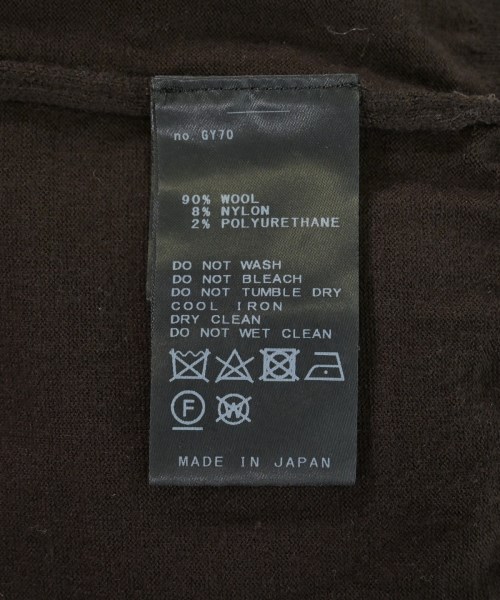 no. GY70
90% WOOL
8% NYLON
2% POLYURETHANE
DO NOT WASH
DO NOT BLEACH
DO NOT TUMBLE DRY
COOL IRON
DRY CLEAN
DO NOT WET CLEAN
F W
MADE IN JAPAN